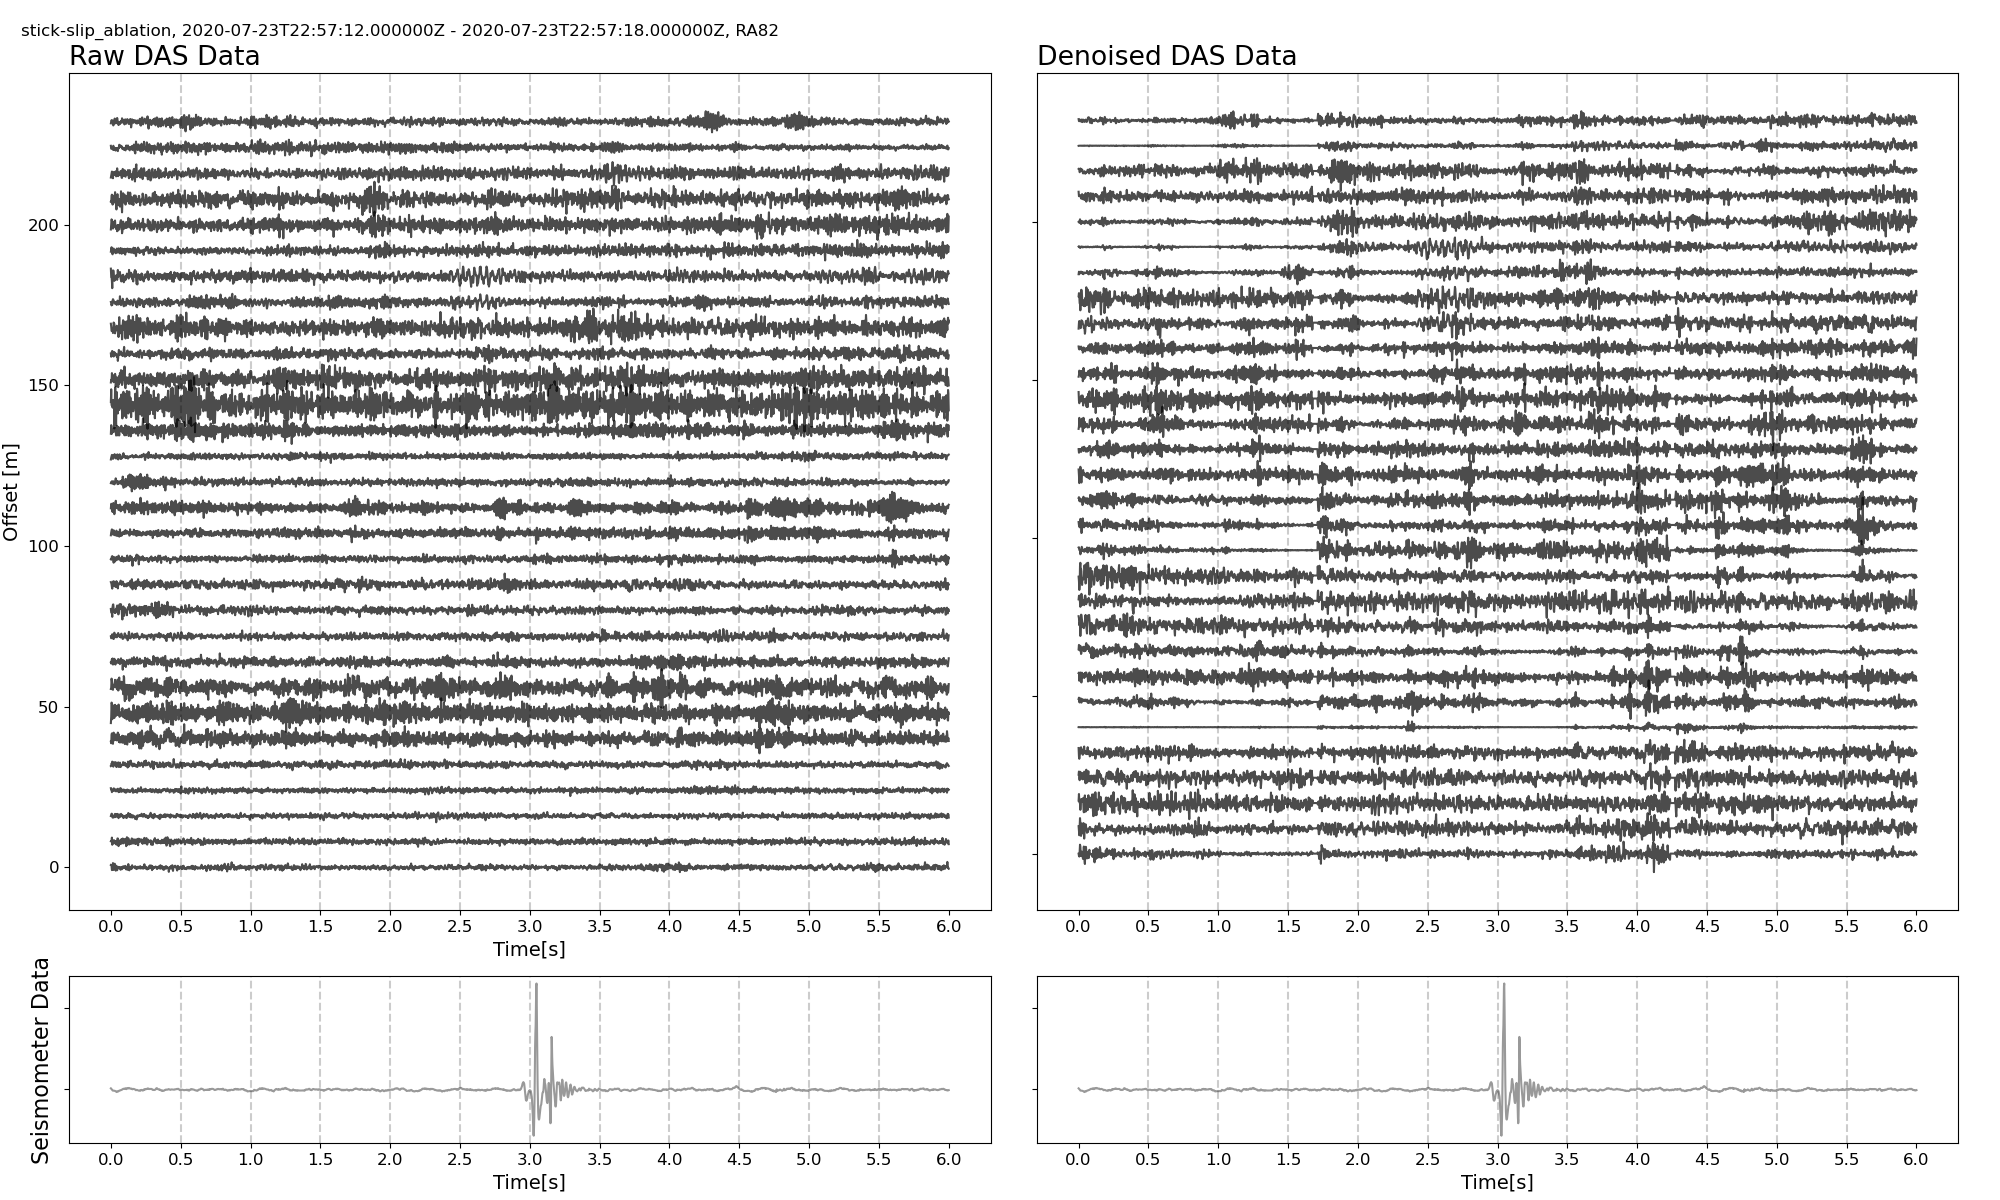 stick-slip_ablation, 2020-07-23T22:57:12.000000Z - 2020-07-23T22:57:18.000000Z, RA82
Raw DAS Data
Denoised DAS Data
Offset [m]
200
150
100
50
0
0.0 0.5 1.0 1.5 2.0 2.5 3.0 3.5 4.0 4.5 5.0 5.5 6.0
Time[s]
0.0 0.5 1.0 1.5 2.0 2.5 3.0 3.5 4.0 4.5 5.0 5.5 6.0
Seismometer Data
0.0 0.5 1.0 1.5 2.0 2.5 3.0 3.5 4.0 4.5 5.0 5.5 6.0
Time[s]
0.0 0.5 1.0 1.5 2.0 2.5 3.0 3.5 4.0 4.5 5.0 5.5 6.0
Time[s]